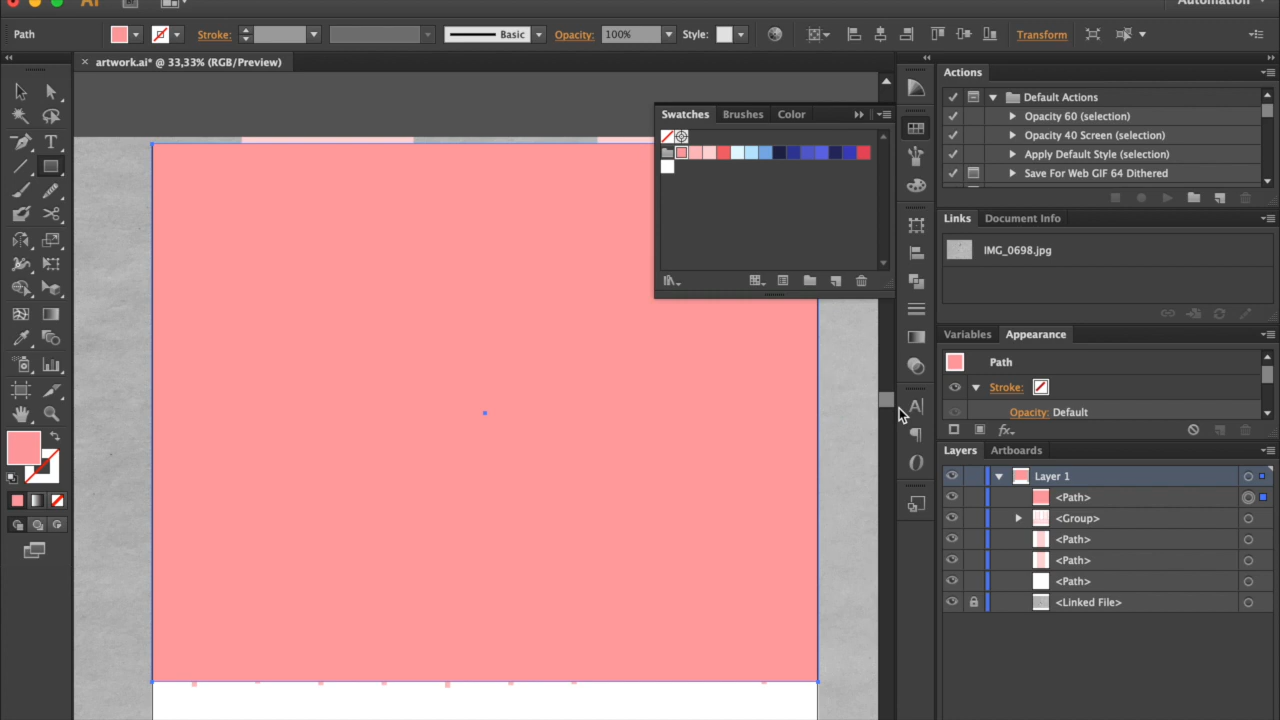 Ai Br Automation
Path Stroke: Basic Opacity: 100% Style: Transform
× artwork.ai* @ 33,33% (RGB/Preview)
Actions
Default Actions
Opacity 60 (selection)
Opacity 40 Screen (selection)
Apply Default Style (selection)
Save For Web GIF 64 Dithered
Swatches Brushes Color
Links Document Info
IMG_0698.jpg
Variables Appearance
Path
Stroke:
Opacity: Default
fx
Layers Artboards
Layer 1
<Path>
<Group>
<Path>
<Path>
<Path>
<Linked File>